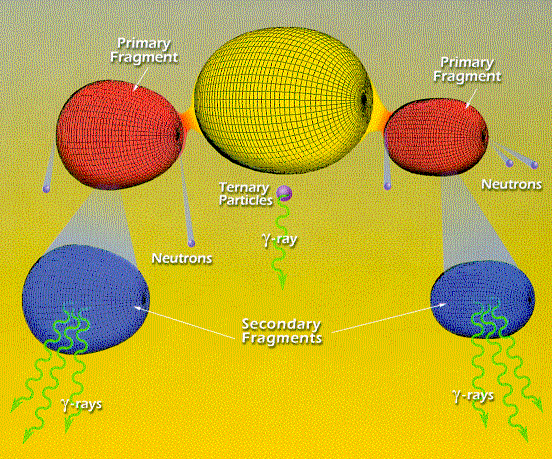 Primary
Fragment
Primary
Fragment
Ternary
Particles
Neutrons
γ-ray
Neutrons
Secondary
Fragments
γ-rays
γ-rays